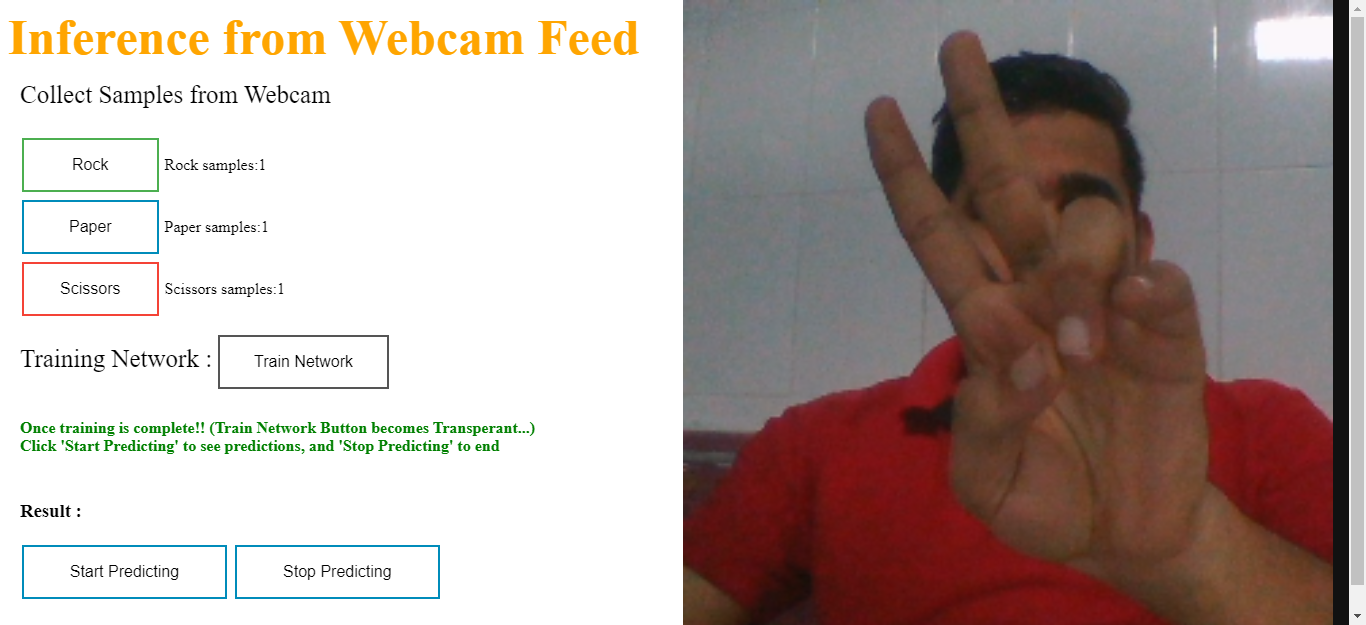 Inference from Webcam Feed
Collect Samples from Webcam
Rock Rock samples:1
Paper Paper samples:1
Scissors Scissors samples:1
Training Network : Train Network
Once training is complete!! (Train Network Button becomes Transperant...)
Click 'Start Predicting' to see predictions, and 'Stop Predicting' to end
Result :
Start Predicting Stop Predicting